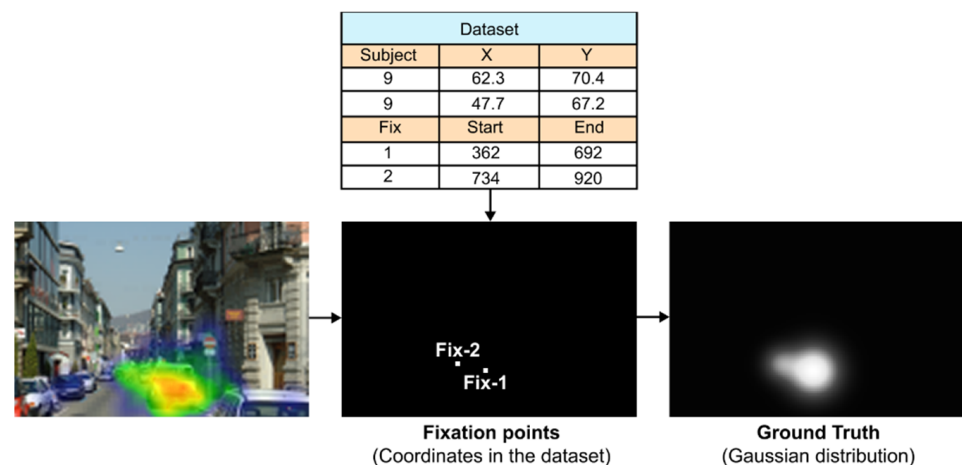 Dataset
Subject X Y
9 62.3 70.4
9 47.7 67.2
Fix Start End
1 362 692
2 734 920
Fix-2
Fix-1
Fixation points
(Coordinates in the dataset)
Ground Truth
(Gaussian distribution)